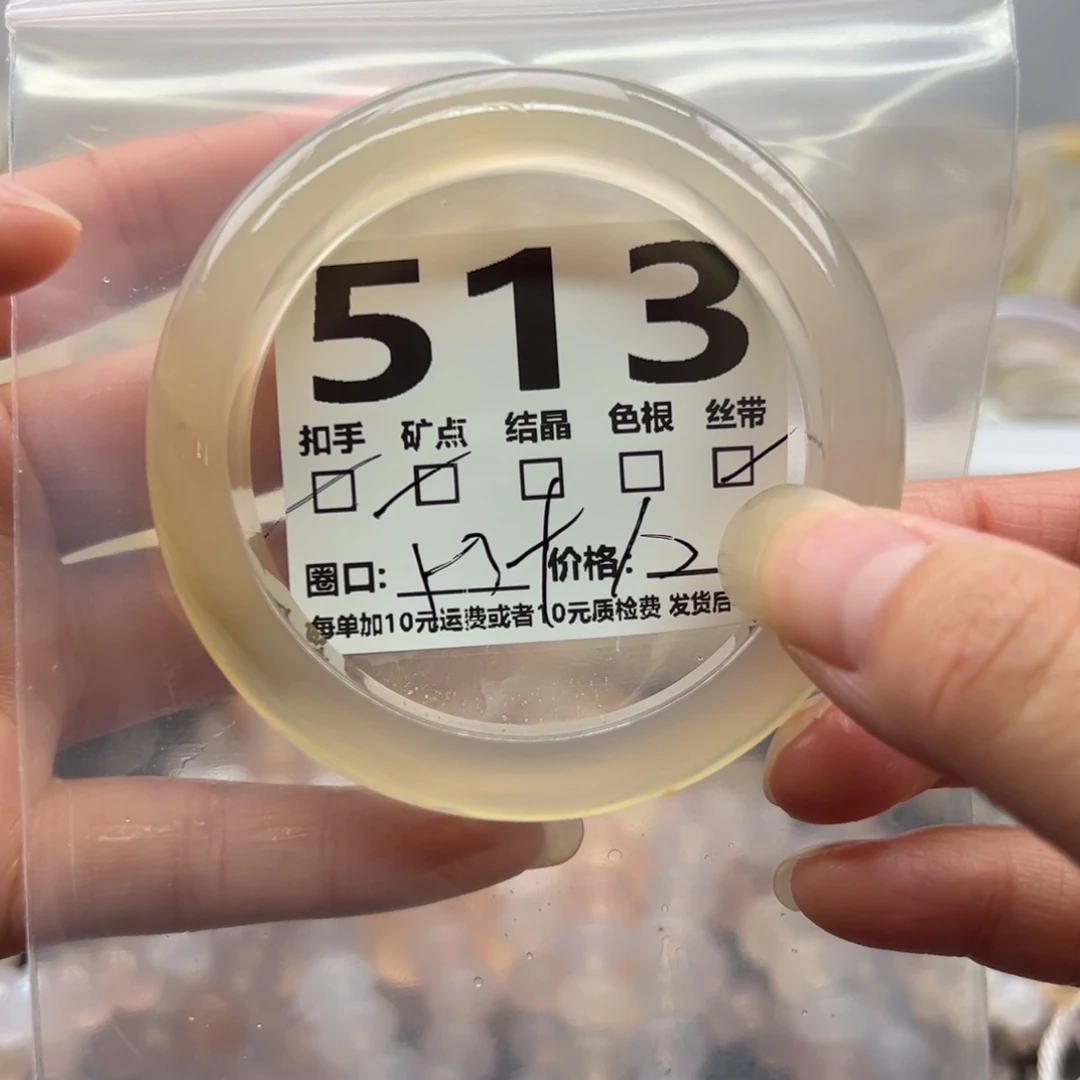 513
扣手 矿点 结晶 色根 丝带
圈口: 价格:
每单加10元运费或者10元质检费 发货后